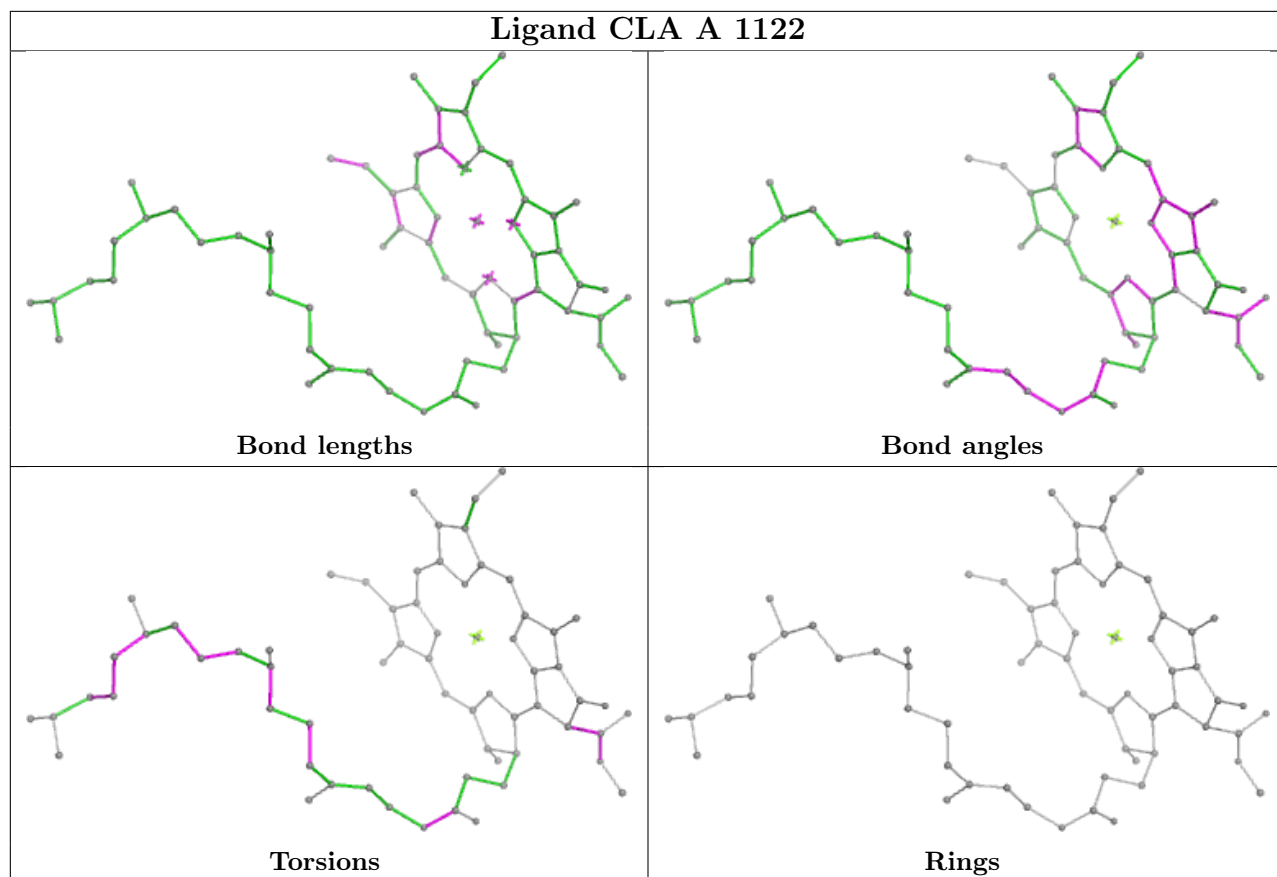 Ligand CLA A 1122
Bond lengths
Bond angles
Torsions
Rings